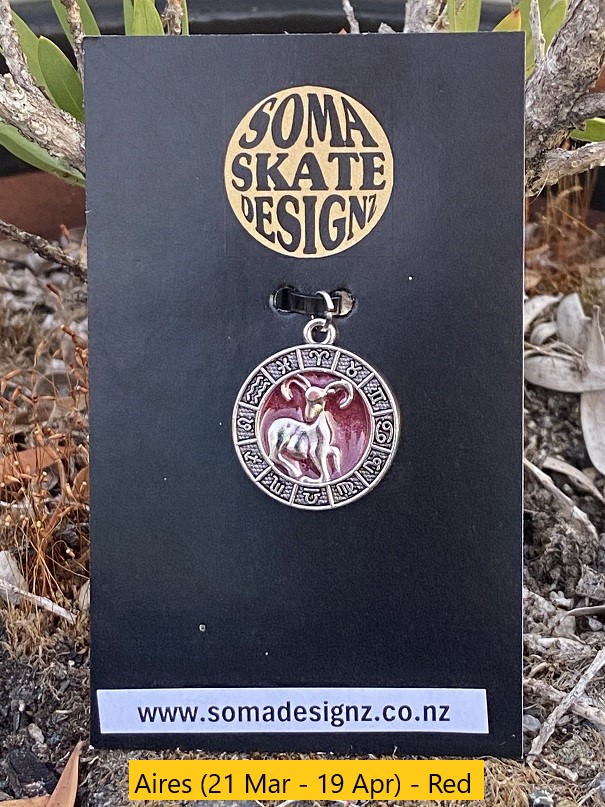 SOMA
SKATE
DESIGNZ
www.somadesignz.co.nz
Aires (21 Mar - 19 Apr) - Red